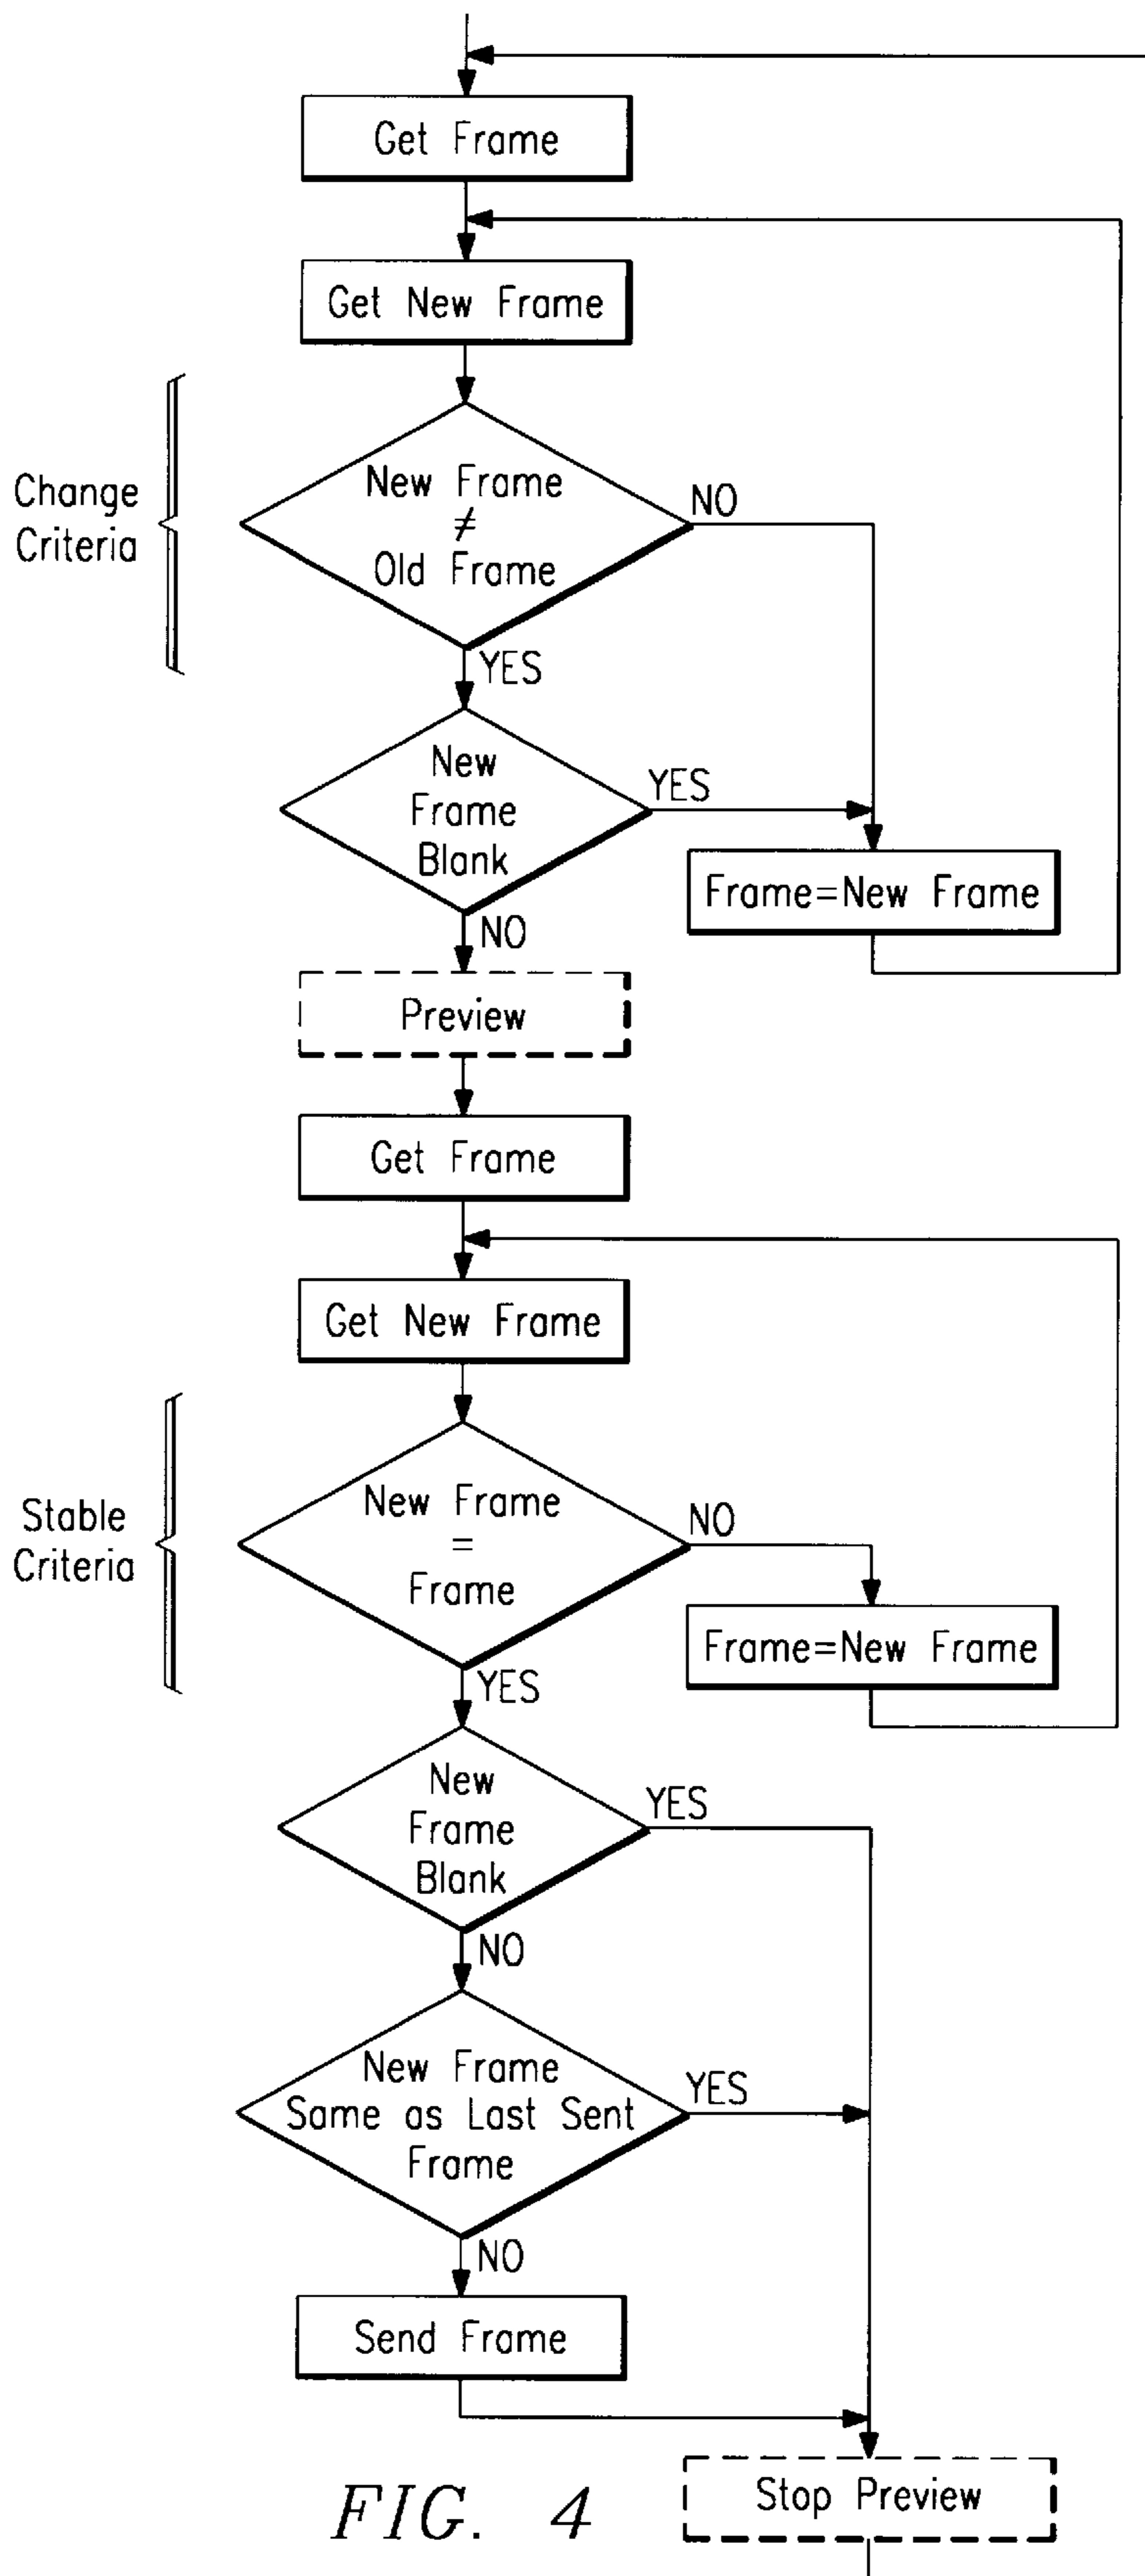 Get Frame
Get New Frame
Change
Criteria
New Frame
≠
Old Frame
NO
YES
New
Frame
Blank
YES
Frame=New Frame
NO
Preview
Get Frame
Get New Frame
Stable
Criteria
New Frame
=
Frame
NO
Frame=New Frame
YES
New
Frame
Blank
YES
NO
New Frame
Same as Last Sent
Frame
YES
NO
Send Frame
Stop Preview
FIG. 4